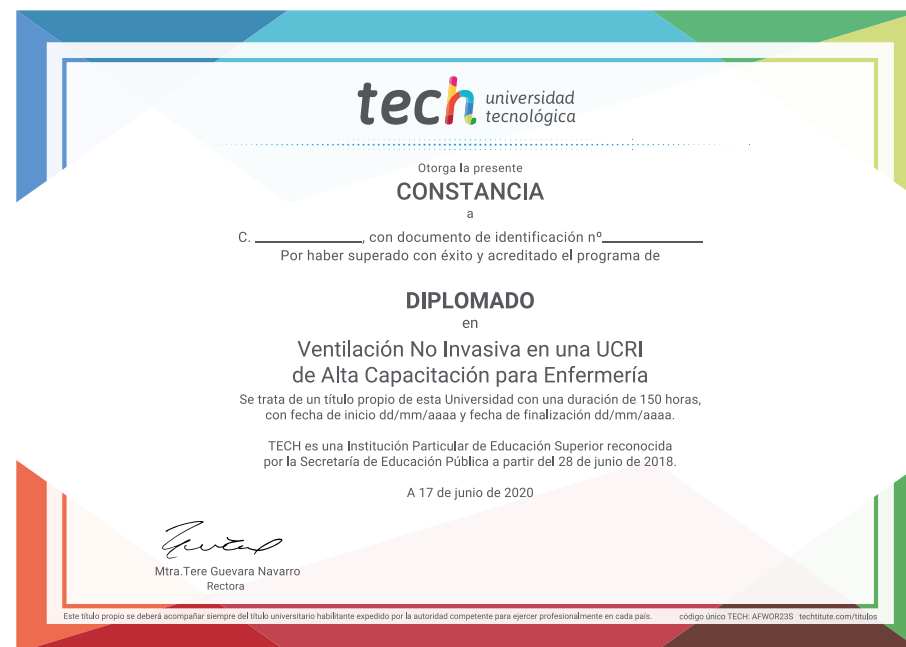 tech universidad
tecnológica
Otorga la presente
CONSTANCIA
a
C. ____________, con documento de identificación nº____________
Por haber superado con éxito y acreditado el programa de
DIPLOMADO
en
Ventilación No Invasiva en una UCRI
de Alta Capacitación para Enfermería
Se trata de un título propio de esta Universidad con una duración de 150 horas,
con fecha de inicio dd/mm/aaaa y fecha de finalización dd/mm/aaaa.
TECH es una Institución Particular de Educación Superior reconocida
por la Secretaría de Educación Pública a partir del 28 de junio de 2018.
A 17 de junio de 2020
Mtra.Tere Guevara Navarro
Rectora
Este título propio se deberá acompañar siempre del título universitario habilitante expedido por la autoridad competente para ejercer profesionalmente en cada país. código único TECH: AFWOR23S techtitute.com/titulos